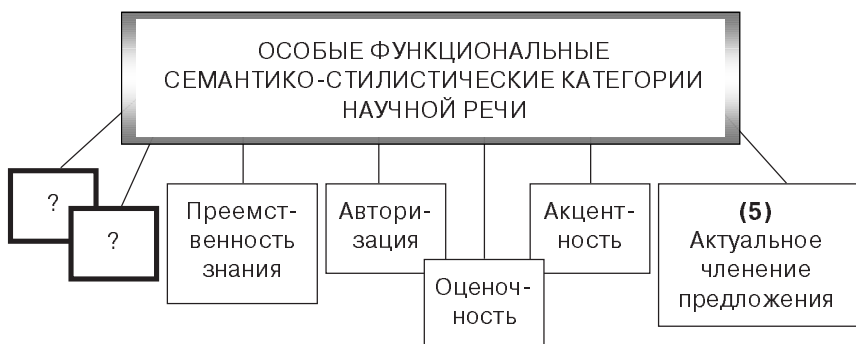 ОСОБЫЕ ФУНКЦИОНАЛЬНЫЕ
СЕМАНТИКО-СТИЛИСТИЧЕСКИЕ КАТЕГОРИИ
НАУЧНОЙ РЕЧИ
?
?
Преемст-
венность
знания
Автори-
зация
Оценоч-
ность
Акцент-
ность
(5)
Актуальное
членение
предложения